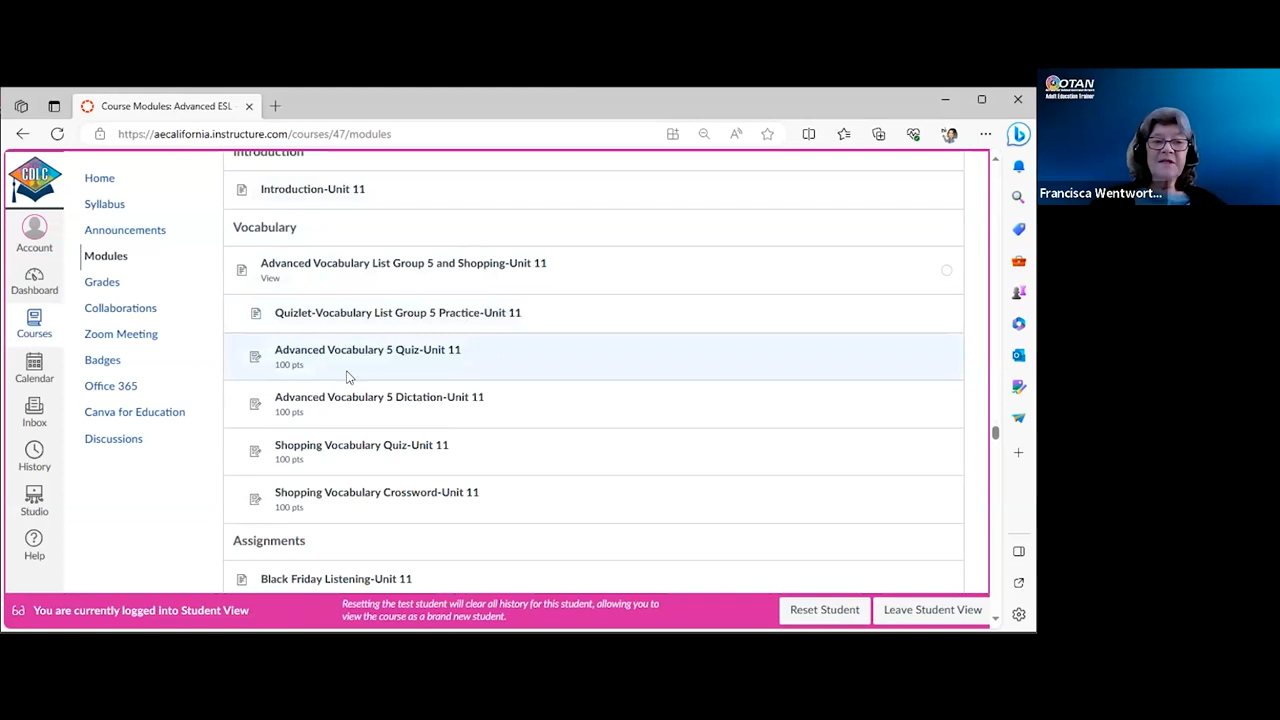 Course Modules: Advanced ESL
https://aecalifornia.instructure.com/courses/47/modules
OTAN
Adult Education Trainer
Francisca Wentwort...
CDLC
Account
Dashboard
Courses
Calendar
Inbox
History
Studio
Help
Home
Syllabus
Announcements
Modules
Grades
Collaborations
Zoom Meeting
Badges
Office 365
Canva for Education
Discussions
Introduction
Introduction-Unit 11
Vocabulary
Advanced Vocabulary List Group 5 and Shopping-Unit 11
View
Quizlet-Vocabulary List Group 5 Practice-Unit 11
Advanced Vocabulary 5 Quiz-Unit 11
100 pts
Advanced Vocabulary 5 Dictation-Unit 11
100 pts
Shopping Vocabulary Quiz-Unit 11
100 pts
Shopping Vocabulary Crossword-Unit 11
100 pts
Assignments
Black Friday Listening-Unit 11
You are currently logged into Student View
Resetting the test student will clear all history for this student, allowing you to
view the course as a brand new student.
Reset Student
Leave Student View